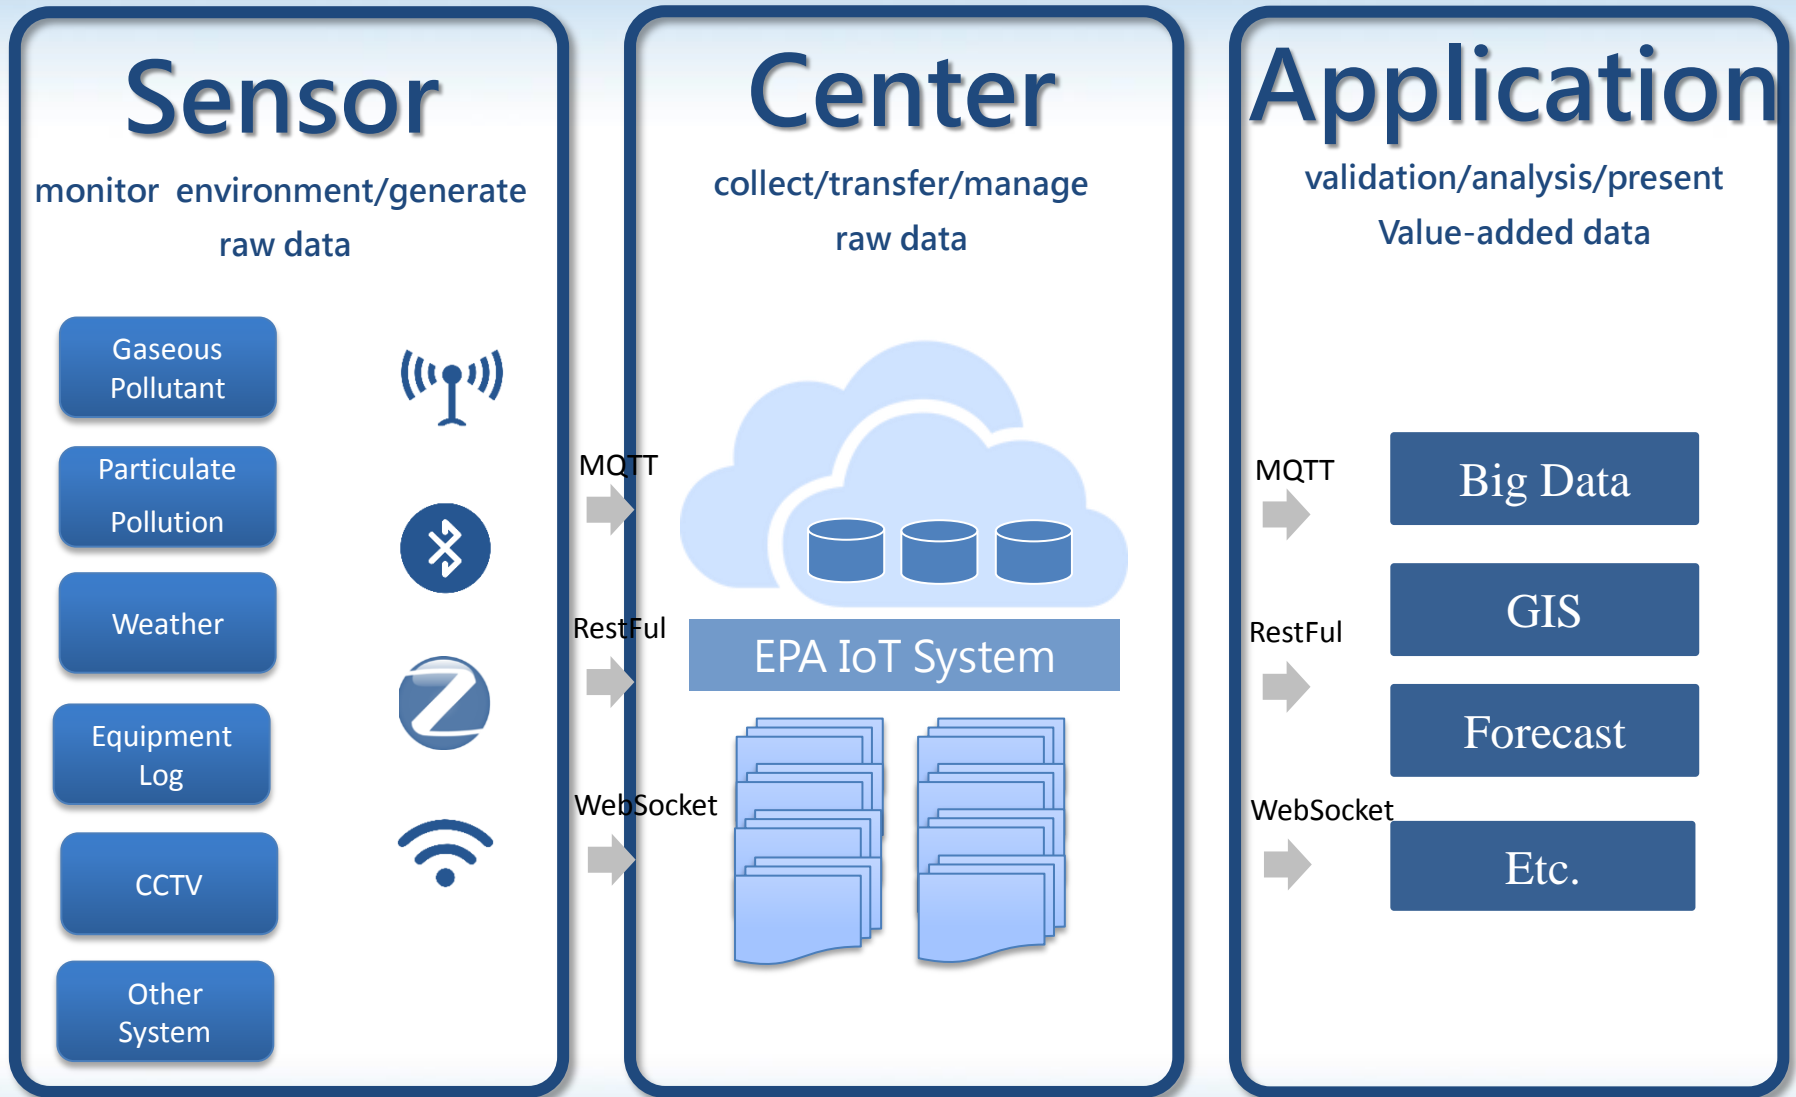 Sensor
monitor environment/generate
raw data
Gaseous
Pollutant
Particulate
Pollution
Weather
Equipment
Log
CCTV
Other
System
MQTT
RestFul
WebSocket
Center
collect/transfer/manage
raw data
EPA IoT System
MQTT
RestFul
WebSocket
Application
validation/analysis/present
Value-added data
Big Data
GIS
Forecast
Etc.